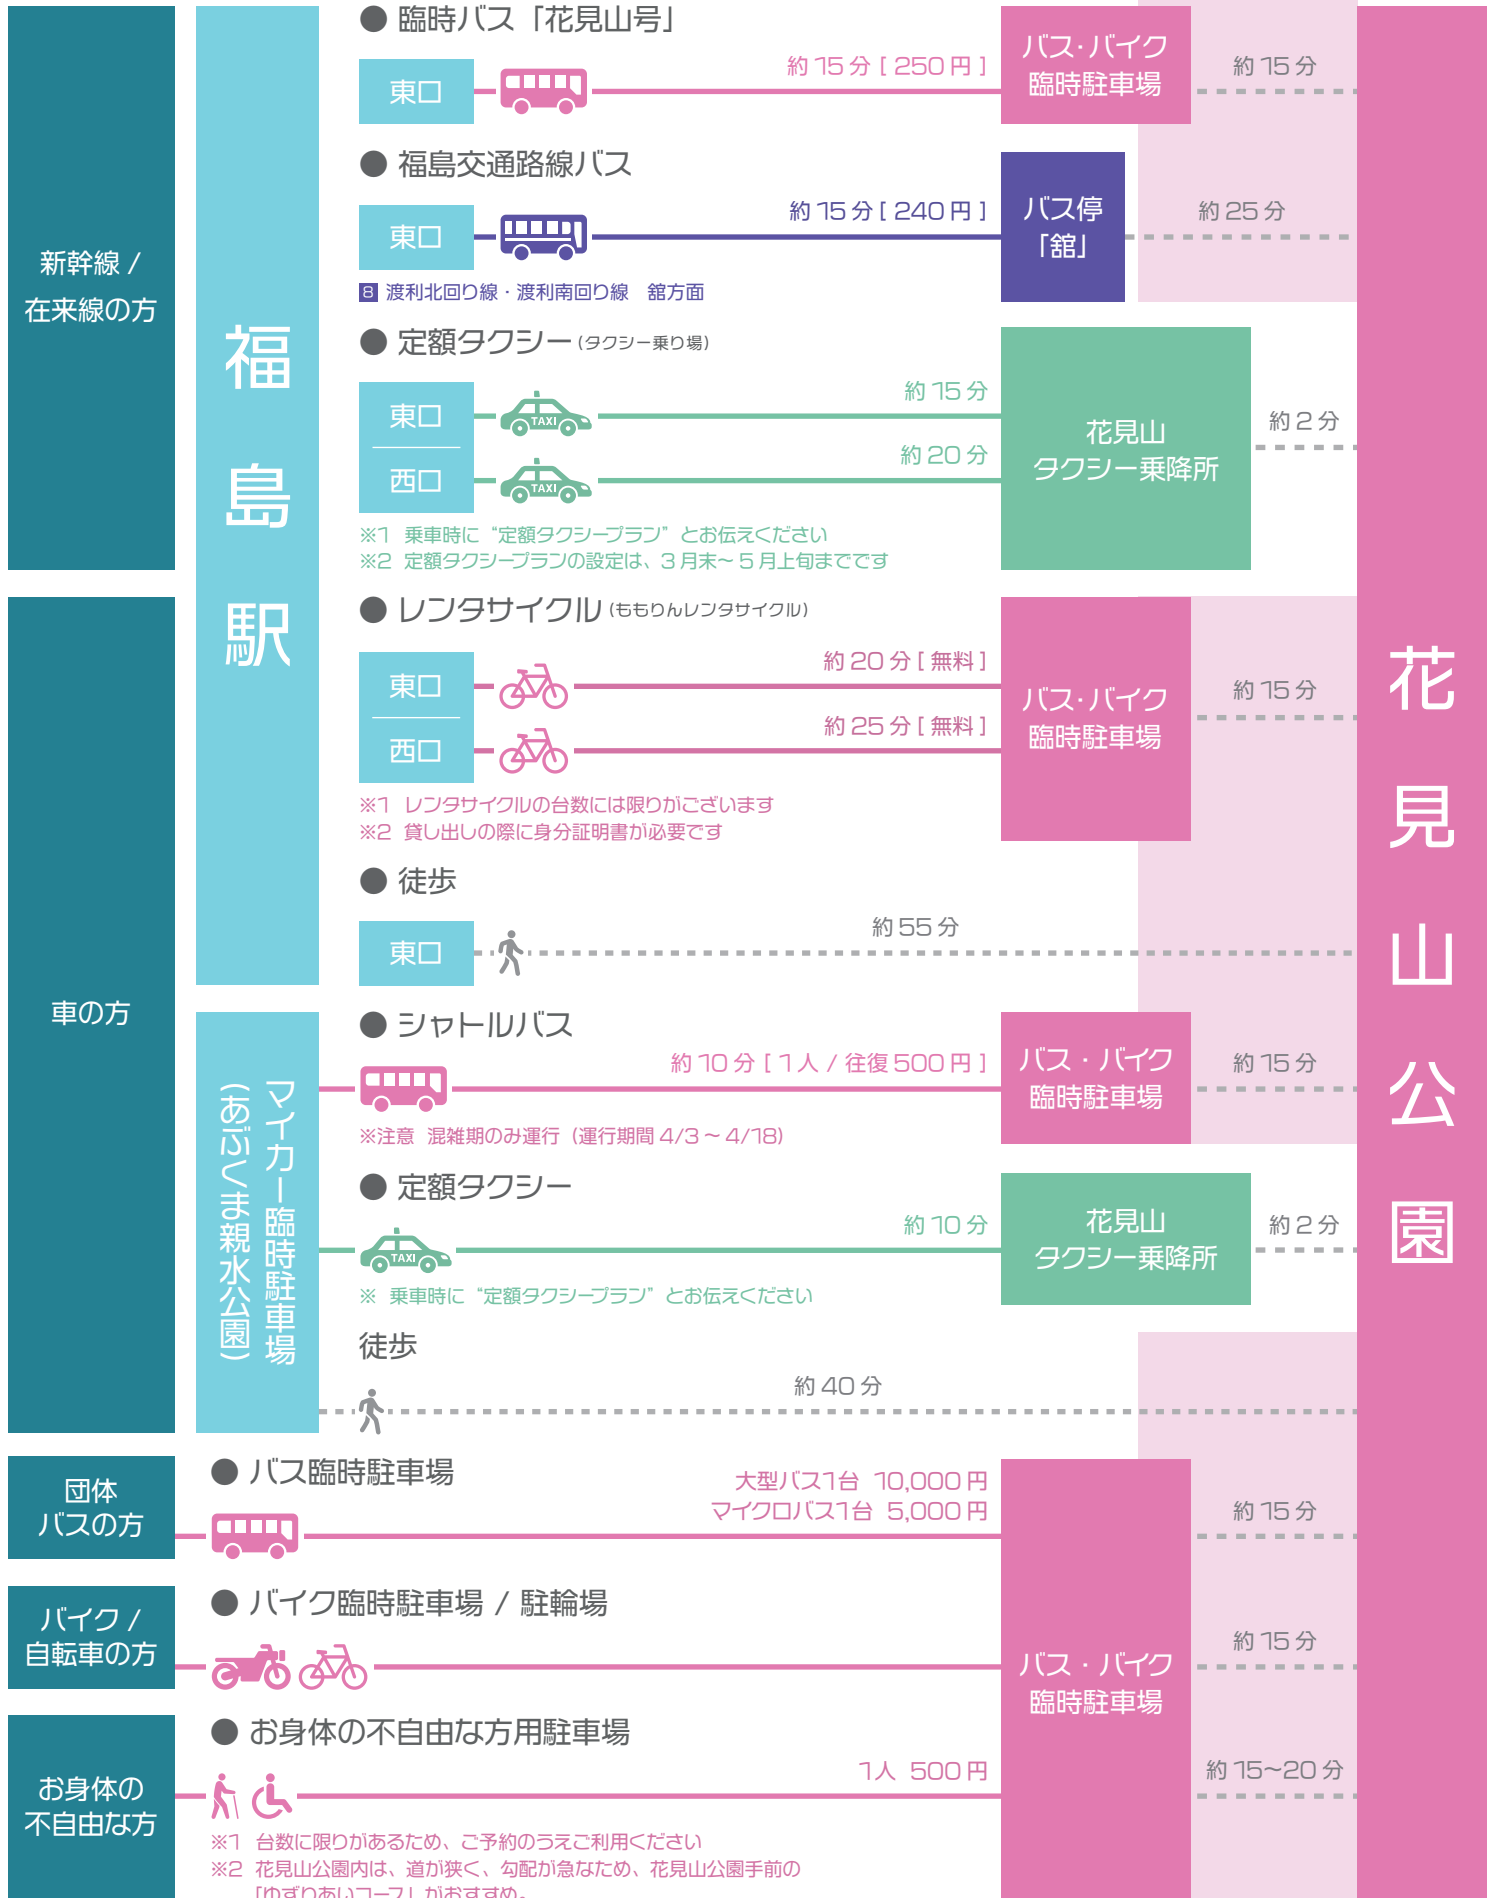 新幹線 /
在来線の方
福島駅
● 臨時バス「花見山号」
東口
約 15 分 [ 250 円 ]
バス・バイク
臨時駐車場
約 15 分
● 福島交通路線バス
東口
約 15 分 [ 240 円 ]
バス停
「舘」
約 25 分
8 渡利北回り線・渡利南回り線　舘方面
● 定額タクシー（タクシー乗り場）
東口
TAXI
約 15 分
西口
TAXI
約 20 分
花見山
タクシー乗降所
約 2 分
※1 乗車時に“定額タクシープラン”とお伝えください
※2 定額タクシープランの設定は、3 月末～ 5 月上旬までです
車の方
● レンタサイクル（ももりんレンタサイクル）
東口
約 20 分 [ 無料 ]
西口
約 25 分 [ 無料 ]
バス・バイク
臨時駐車場
約 15 分
※1 レンタサイクルの台数には限りがございます
※2 貸し出しの際に身分証明書が必要です
● 徒歩
東口
約 55 分
マイカー臨時駐車場
（あぶくま親水公園）
● シャトルバス
約 10 分 [ 1 人 / 往復 500 円 ]
バス・バイク
臨時駐車場
約 15 分
※注意 混雑期のみ運行（運行期間 4/3 ～ 4/18）
● 定額タクシー
TAXI
約 10 分
花見山
タクシー乗降所
約 2 分
※ 乗車時に“定額タクシープラン”とお伝えください
徒歩
約 40 分
花見山公園
団体
バスの方
● バス臨時駐車場
大型バス1台 10,000 円
マイクロバス1台 5,000 円
約 15 分
バイク /
自転車の方
● バイク臨時駐車場 / 駐輪場
バス・バイク
臨時駐車場
約 15 分
お身体の
不自由な方
● お身体の不自由な方用駐車場
1人 500 円
約 15~20 分
※1 台数に限りがあるため、ご予約のうえご利用ください
※2 花見山公園内は、道が狭く、勾配が急なため、花見山公園手前の
「ゆずりあいコース」がおすすめ。